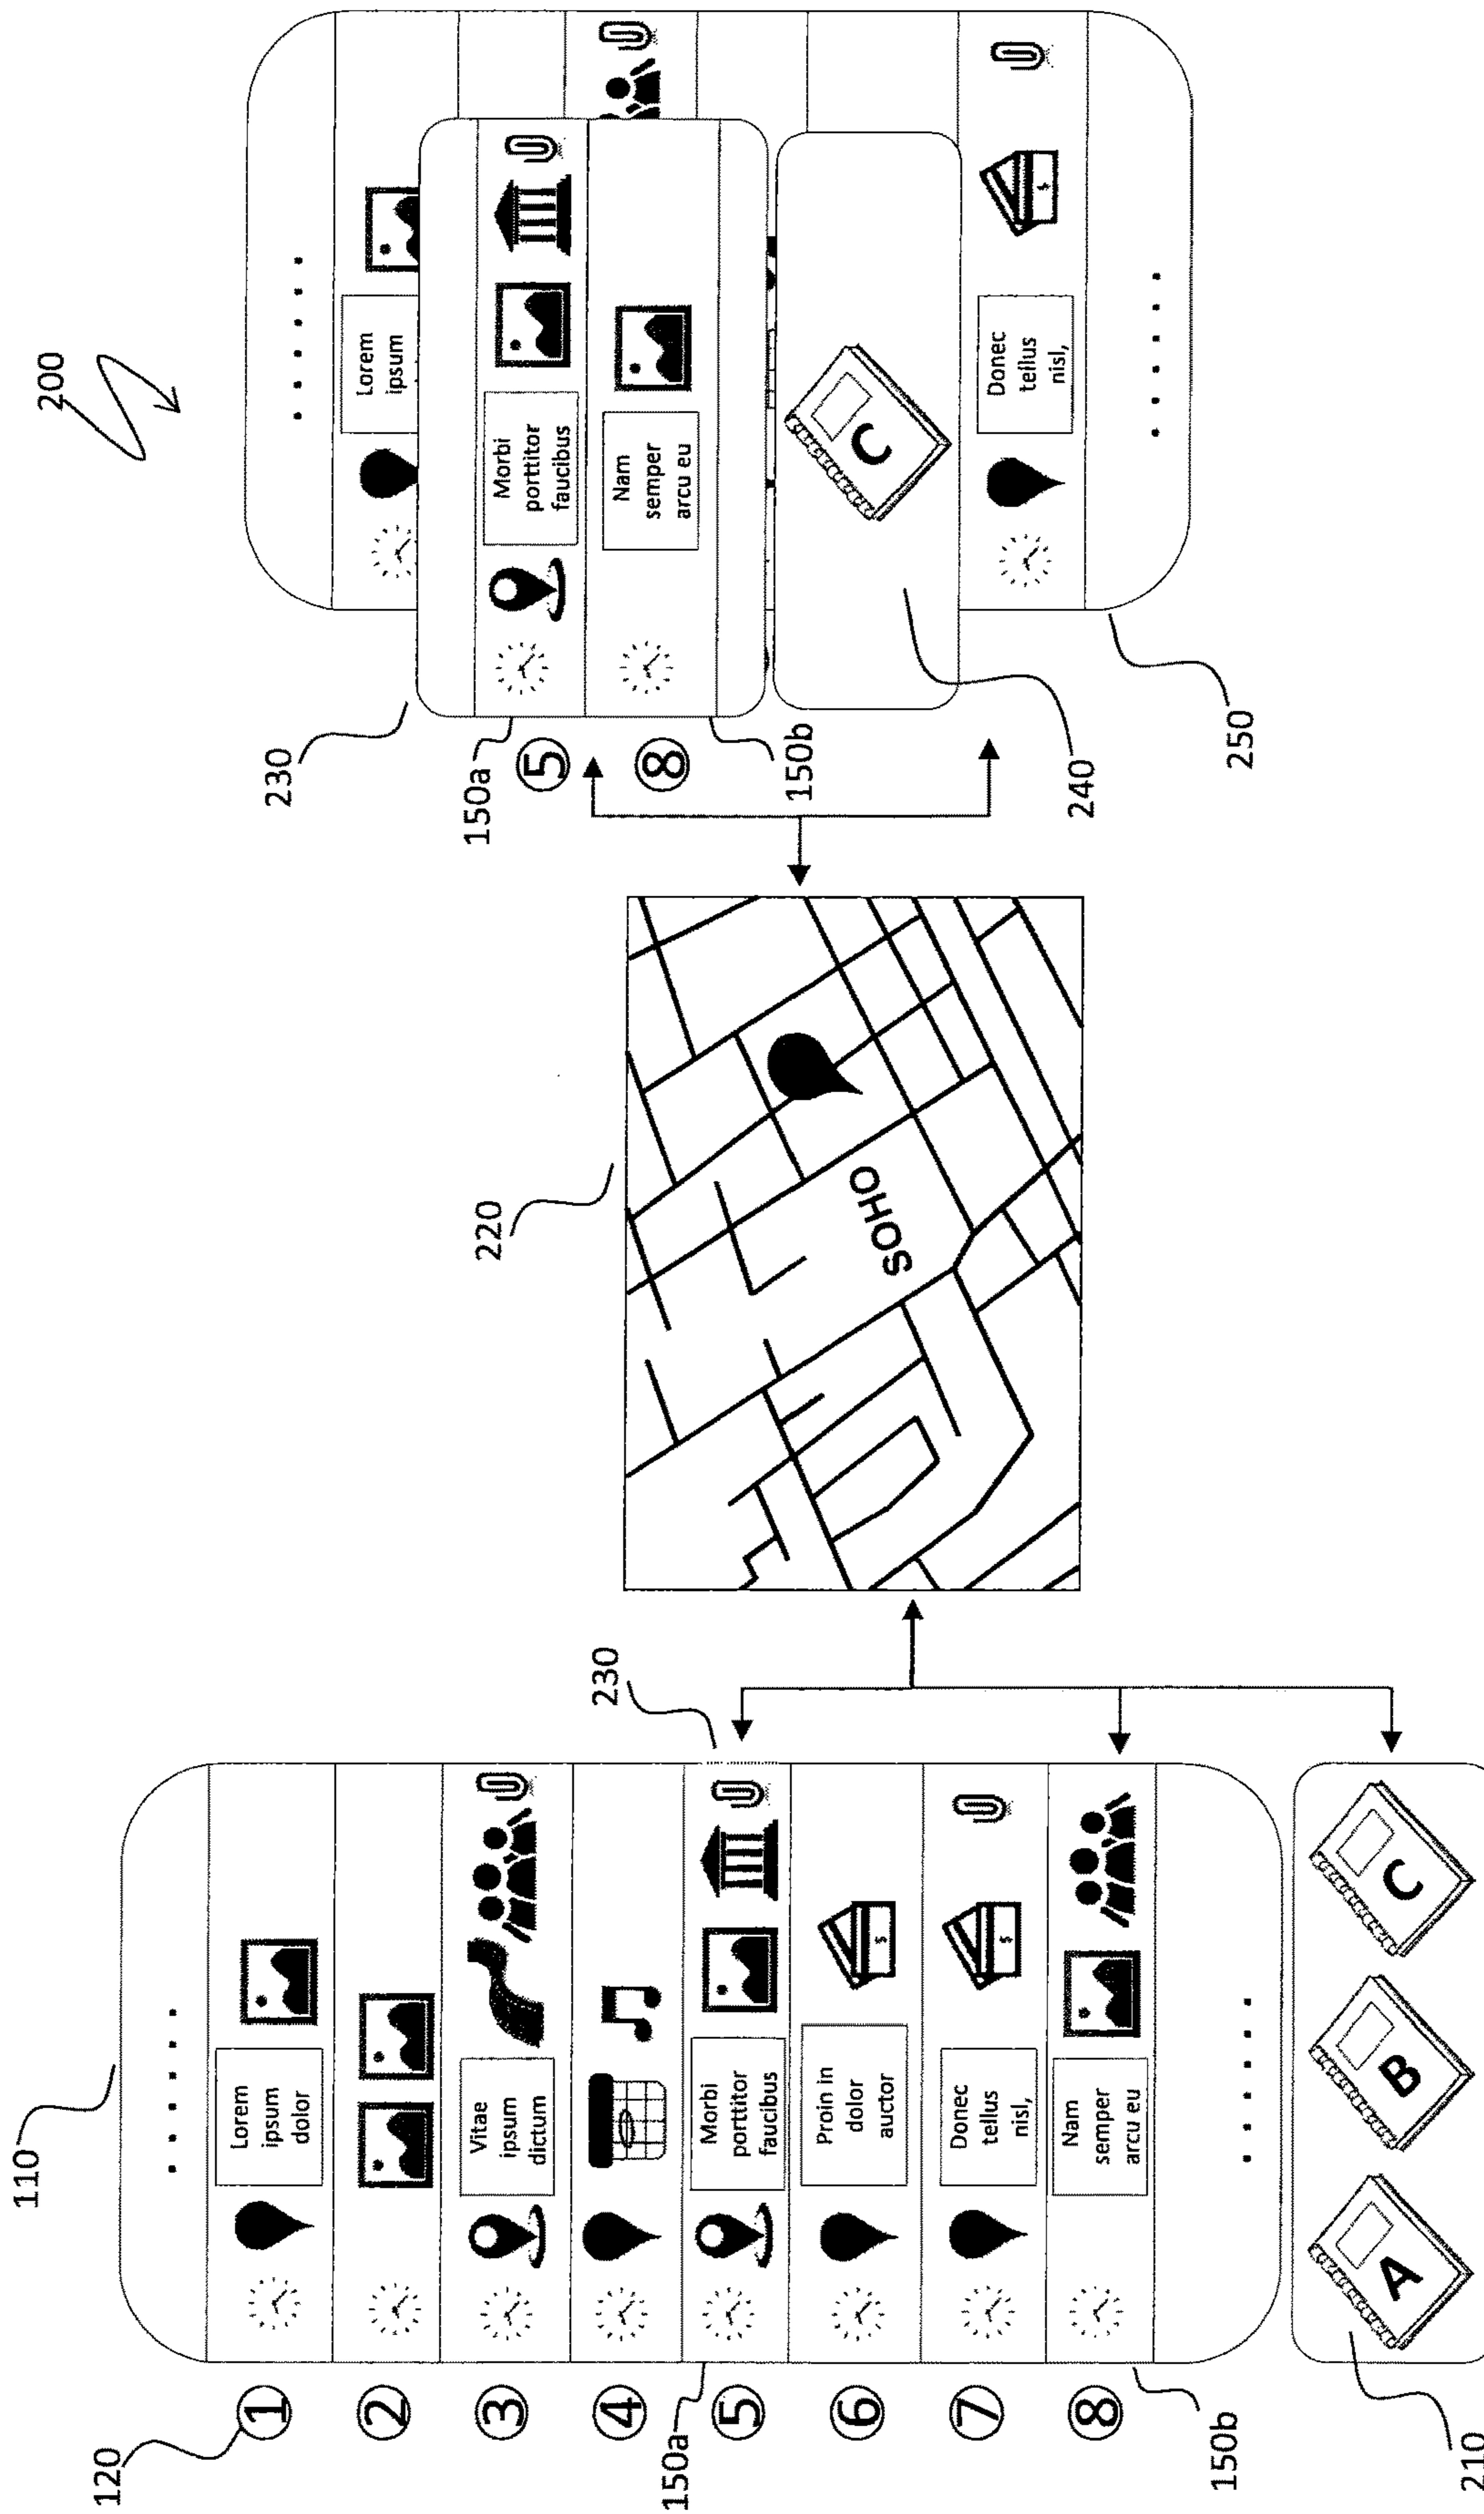 200
110
120
①
Lorem
ipsum
dolor
②
③
Vitae
ipsum
dictum
④
150a
⑤
Morbi
porttitor
faucibus
230
⑥
Proin in
dolor
auctor
$
⑦
Donec
tellus
nisl,
$
⑧
Nam
semper
arcu eu
150b
A
B
C
210
220
SOHO
230
Lorem
ipsum
150a
⑤
Morbi
porttitor
faucibus
⑧
Nam
semper
arcu eu
150b
C
240
Donec
tellus
nisl,
$
250